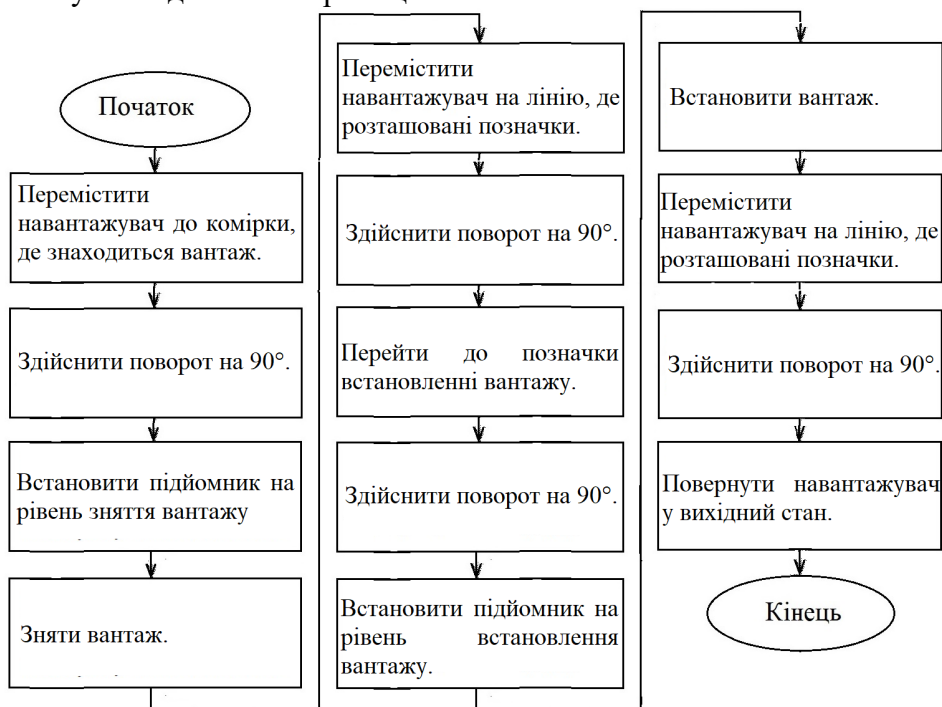 Початок
Перемістити
навантажувач до комірки,
де знаходиться вантаж.
Здійснити поворот на 90°.
Встановити підйомник на
рівень зняття вантажу
Зняти вантаж.
Перемістити
навантажувач на лінію, де
розташовані позначки.
Здійснити поворот на 90°.
Перейти до позначки
встановленні вантажу.
Здійснити поворот на 90°.
Встановити підйомник на
рівень встановлення
вантажу.
Встановити вантаж.
Перемістити
навантажувач на лінію, де
розташовані позначки.
Здійснити поворот на 90°.
Повернути навантажувач
у вихідний стан.
Кінець